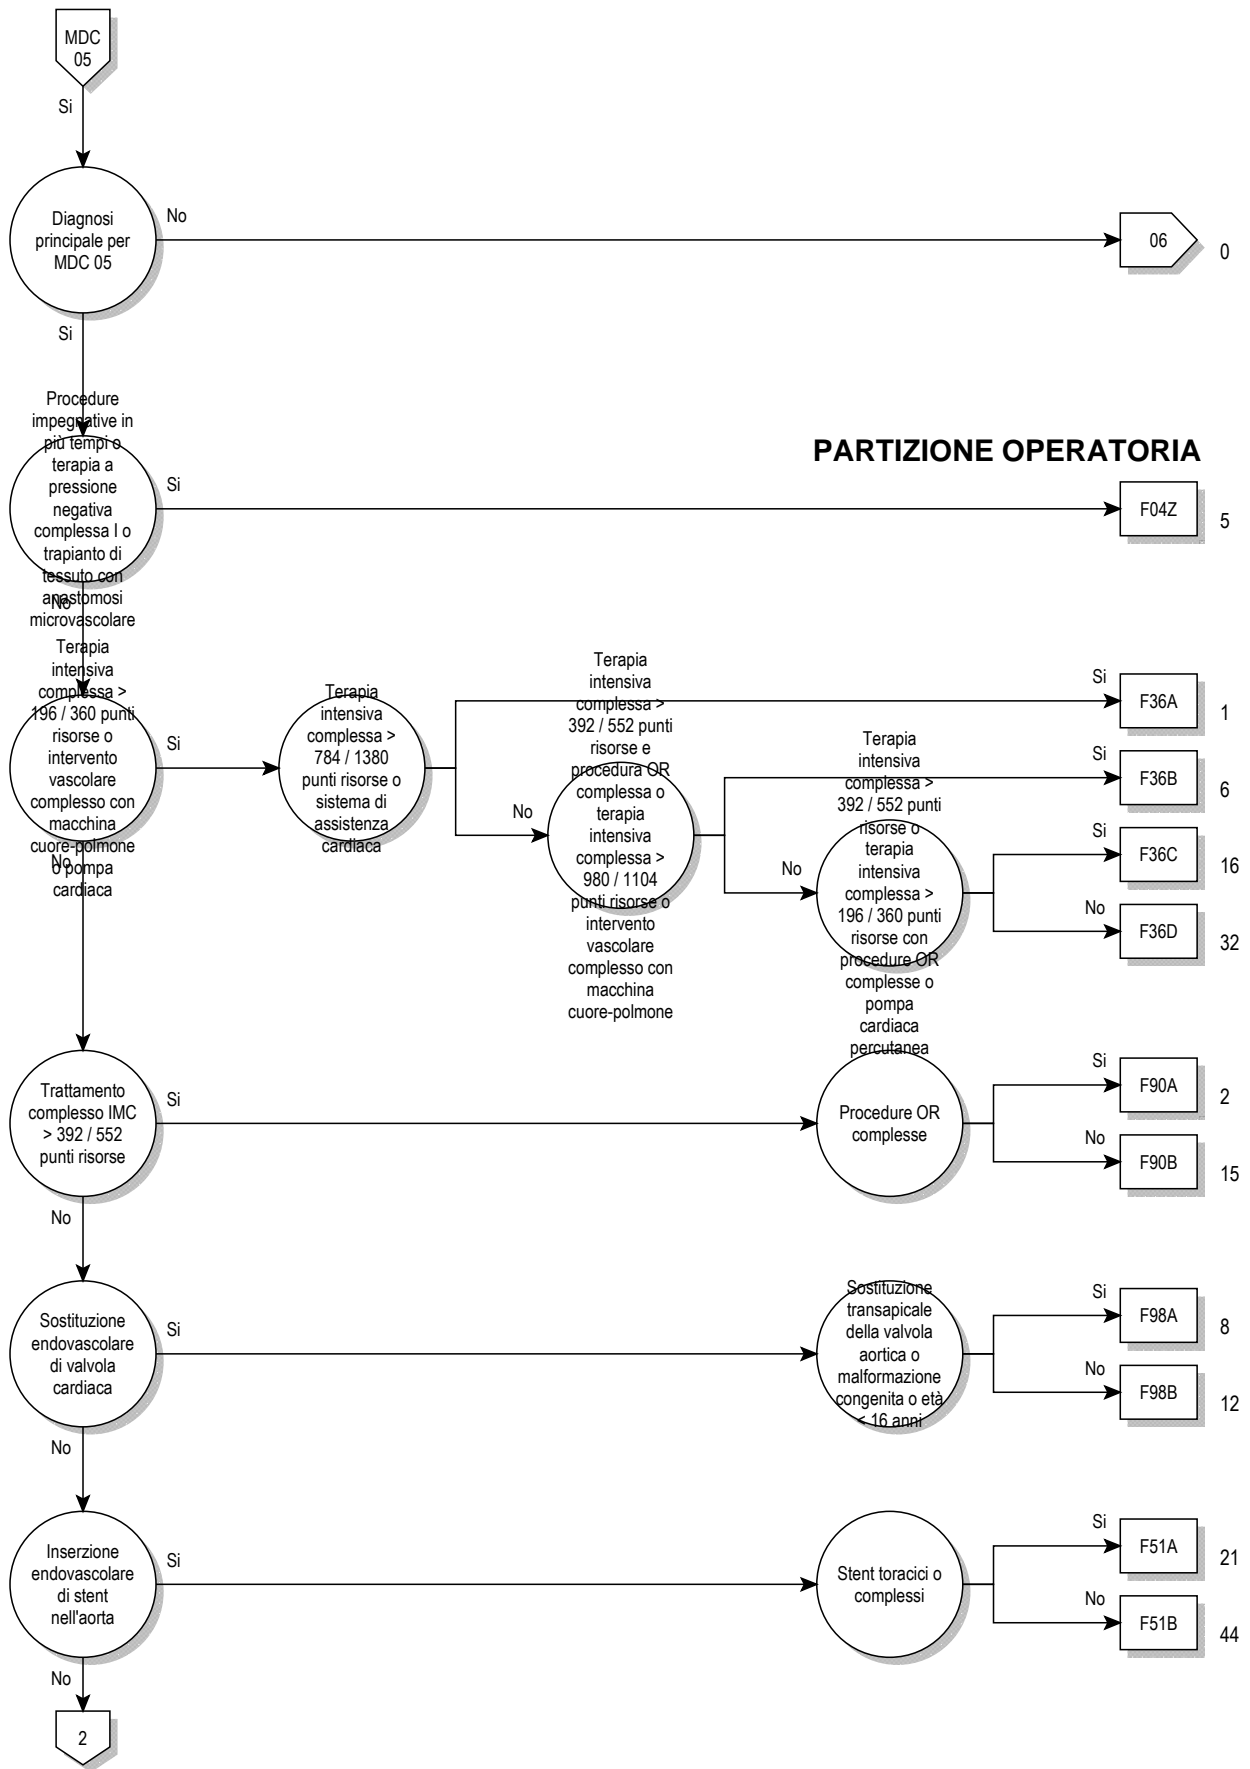 MDC
05
Si
Diagnosi
principale per
MDC 05
No
06
0
Si
Procedure
impegnative in
più tempi o
terapia a
pressione
negativa
complessa I o
trapianto di
tessuto con
anastomosi
microvascolare
Si
PARTIZIONE OPERATORIA
F04Z
5
No
Terapia
intensiva
complessa >
196 / 360 punti
risorse o
intervento
vascolare
complesso con
macchina
cuore-polmone
o pompa
cardiaca
Si
Terapia
intensiva
complessa >
784 / 1380
punti risorse o
sistema di
assistenza
cardiaca
Si
F36A
1
No
Terapia
intensiva
complessa >
392 / 552 punti
risorse e
procedura OR
complessa o
terapia
intensiva
complessa >
980 / 1104
punti risorse o
intervento
vascolare
complesso con
macchina
cuore-polmone
Si
F36B
6
No
Terapia
intensiva
complessa >
392 / 552 punti
risorse o
terapia
intensiva
complessa >
196 / 360 punti
risorse con
procedure OR
complesse o
pompa
cardiaca
percutanea
Si
F36C
16
No
F36D
32
No
Trattamento
complesso IMC
> 392 / 552
punti risorse
Si
Procedure OR
complesse
Si
F90A
2
No
F90B
15
No
Sostituzione
endovascolare
di valvola
cardiaca
Si
Sostituzione
transapicale
della valvola
aortica o
malformazione
congenita o età
< 16 anni
Si
F98A
8
No
F98B
12
No
Inserzione
endovascolare
di stent
nell'aorta
Si
Stent toracici o
complessi
Si
F51A
21
No
F51B
44
No
2